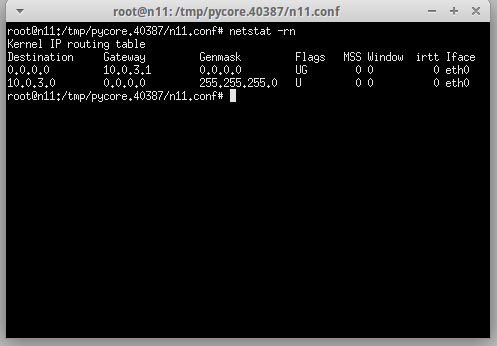 root@n11: /tmp/pycore.40387/n11.conf
root@n11:/tmp/pycore.40387/n11.conf# netstat -rn
Kernel IP routing table
Destination     Gateway         Genmask         Flags   MSS Window  irtt Iface
0.0.0.0         10.0.3.1        0.0.0.0         UG        0 0          0 eth0
10.0.3.0        0.0.0.0         255.255.255.0   U         0 0          0 eth0
root@n11:/tmp/pycore.40387/n11.conf#